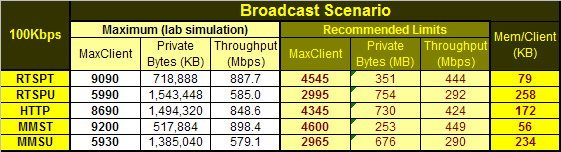 Broadcast Scenario
100Kbps Maximum (lab simulation) Recommended Limits Mem/Client (KB)
MaxClient Private Bytes (KB) Throughput (Mbps) MaxClient Private Bytes (MB) Throughput (Mbps)
RTSPT 9090 718,888 887.7 4545 351 444 79
RTSPU 5990 1,543,448 585.0 2995 754 292 258
HTTP 8690 1,494,320 848.6 4345 730 424 172
MMST 9200 517,884 898.4 4600 253 449 56
MMSU 5930 1,385,040 579.1 2965 676 290 234